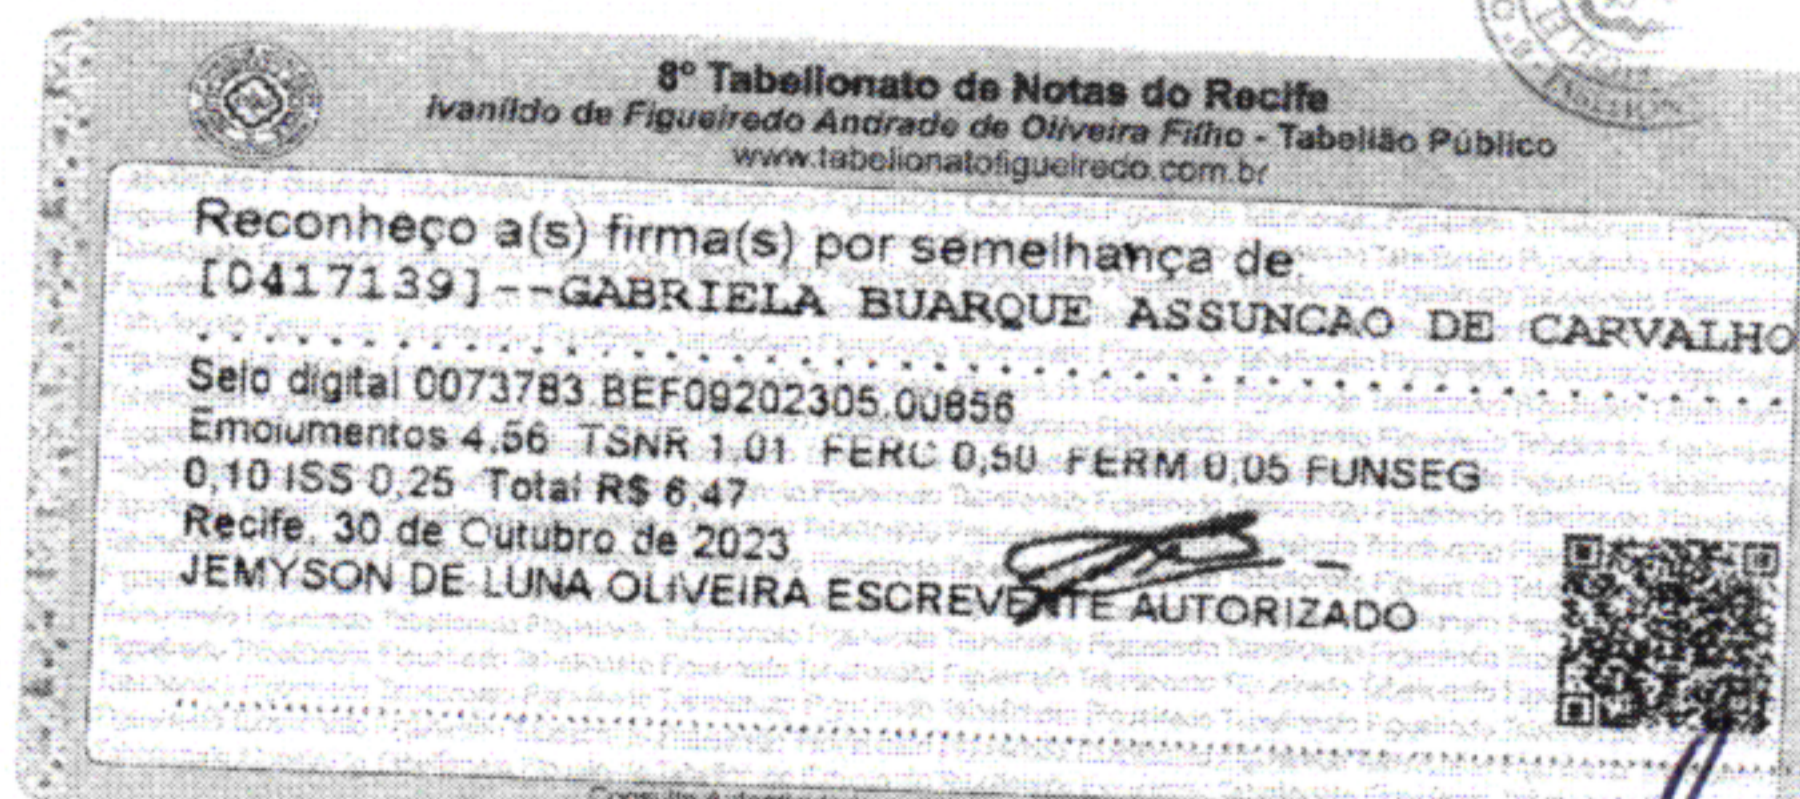 8º Tabelionato de Notas do Recife
Ivanildo de Figueiredo Andrade de Oliveira Filho - Tabelião Público
www.tabelionatofigueiredo.com.br
Reconheço a(s) firma(s) por semelhança de:
[0417139]--GABRIELA BUARQUE ASSUNCAO DE CARVALHO
Selo digital 0073783.BEF09202305.00856
Emolumentos 4,56 TSNR 1,01 FERC 0,50 FERM 0,05 FUNSEG
0,10 ISS 0,25 Total R$ 6,47
Recife, 30 de Outubro de 2023
JEMYSON DE LUNA OLIVEIRA ESCREVENTE AUTORIZADO